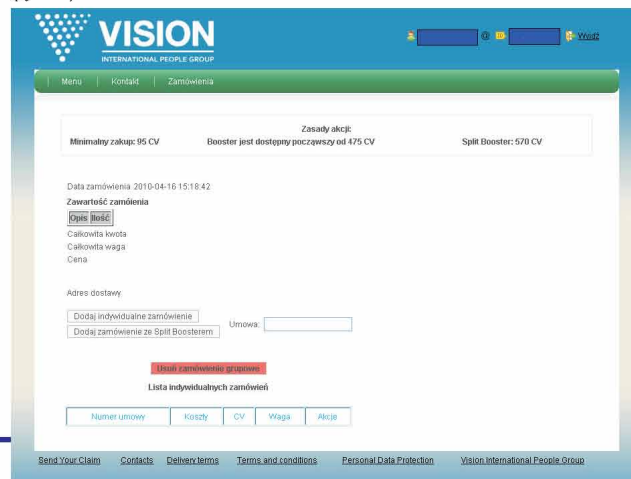 VISION
INTERNATIONAL PEOPLE GROUP
@ Wyjdź
Menu | Kontakt | Zamówienia
Zasady akcji:
Minimalny zakup: 95 CV Booster jest dostępny począwszy od 475 CV Split Booster: 570 CV
Data zamówienia 2010-04-16 15:18:42
Zawartość zamóienia
Opis Ilość
Całkowita kwota
Całkowita waga
Cena
Adres dostawy
Dodaj indywidualne zamówienie
Dodaj zamówienie ze Split Boosterem
Umowa:
zamówienie grupowe
Lista indywidualnych zamówień
Numer umowy Koszty CV Waga Akcje
Send Your Claim Contacts Delivery terms Terms and conditions Personal Data Protection Vision International People Group